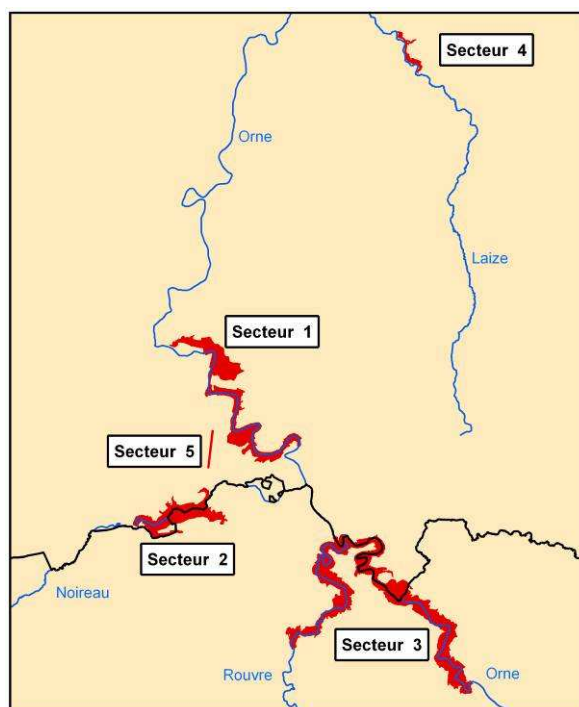 Secteur 4
Orne
Laize
Secteur 1
Secteur 5
Secteur 2
Noireau
Secteur 3
Rouvre
Orne